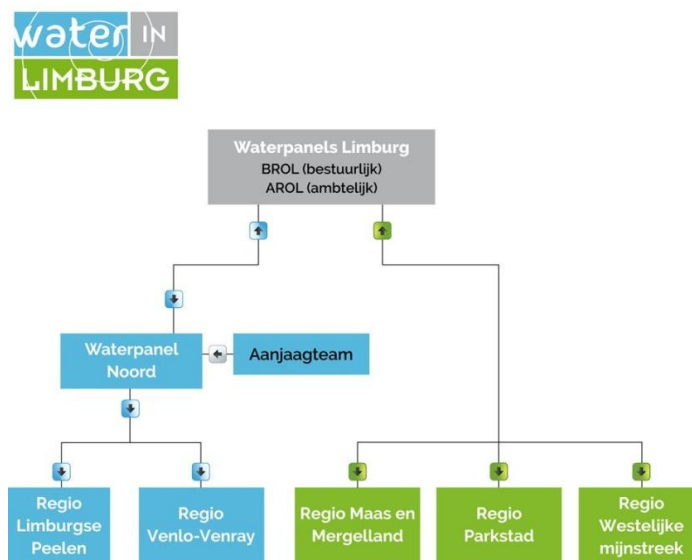 water IN
LIMBURG
Waterpanels Limburg
BROL (bestuurlijk)
AROL (ambtelijk)
Waterpanel
Noord
Aanjaagteam
Regio
Limburgse
Peelen
Regio
Venlo-Venray
Regio Maas en
Mergelland
Regio
Parkstad
Regio
Westelijke
mijnstreek